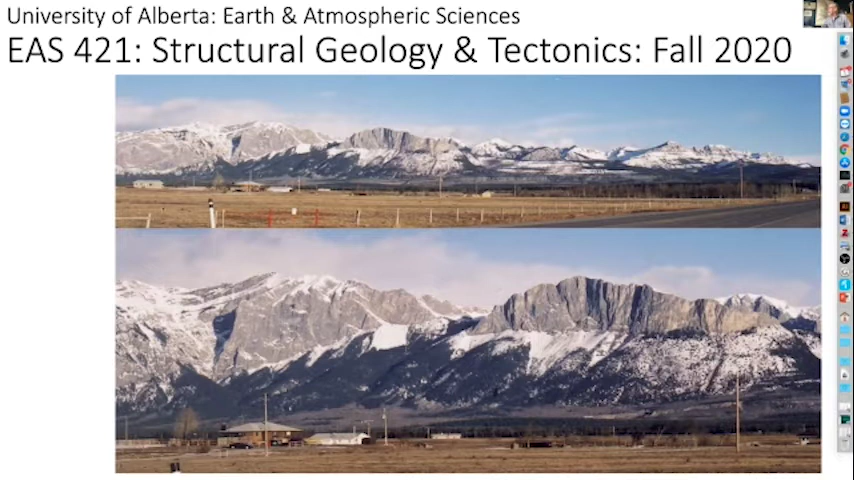 University of Alberta: Earth & Atmospheric Sciences
EAS 421: Structural Geology & Tectonics: Fall 2020